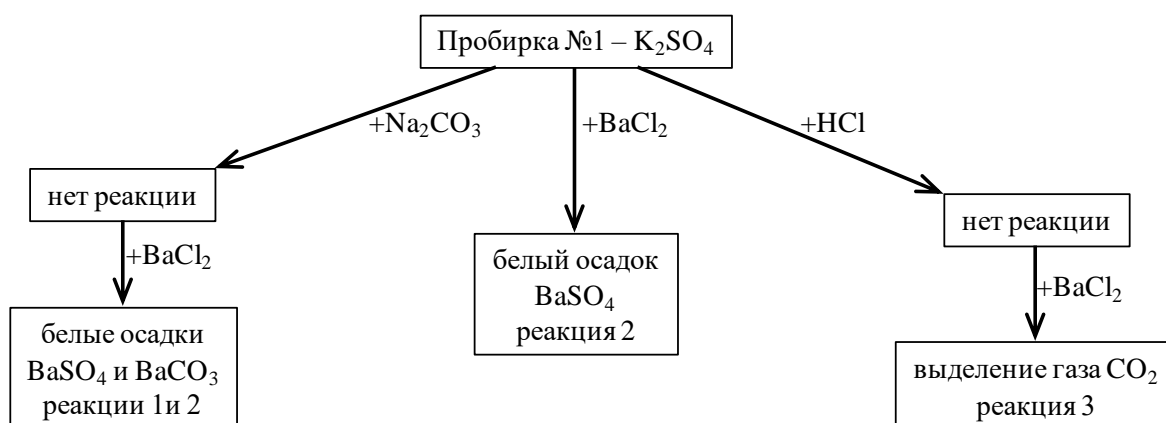 Пробирка №1 – K₂SO₄
+Na₂CO₃
+BaCl₂
+HCl
нет реакции
нет реакции
+BaCl₂
белый осадок
BaSO₄
реакция 2
+BaCl₂
белые осадки
BaSO₄ и BaCO₃
реакции 1и 2
выделение газа CO₂
реакция 3